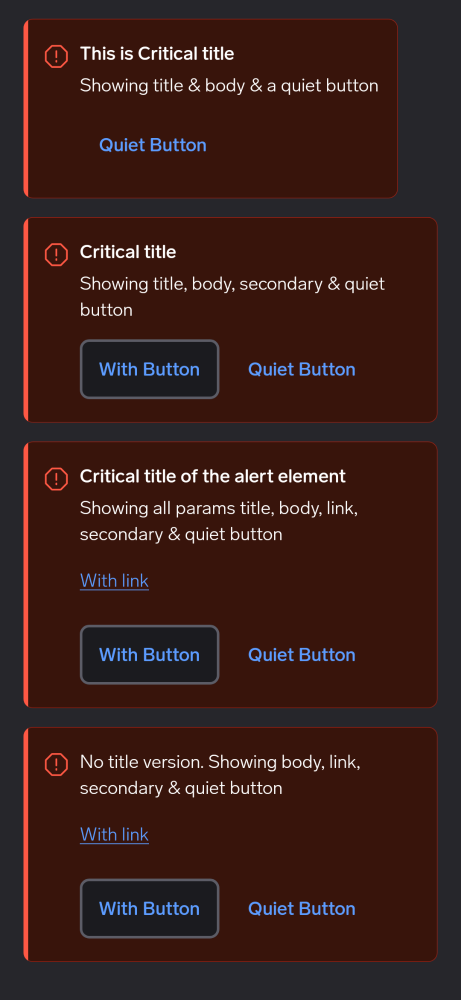 This is Critical title
Showing title & body & a quiet button
Quiet Button
Critical title
Showing title, body, secondary & quiet
button
With Button
Quiet Button
Critical title of the alert element
Showing all params title, body, link,
secondary & quiet button
With link
With Button
Quiet Button
No title version. Showing body, link,
secondary & quiet button
With link
With Button
Quiet Button